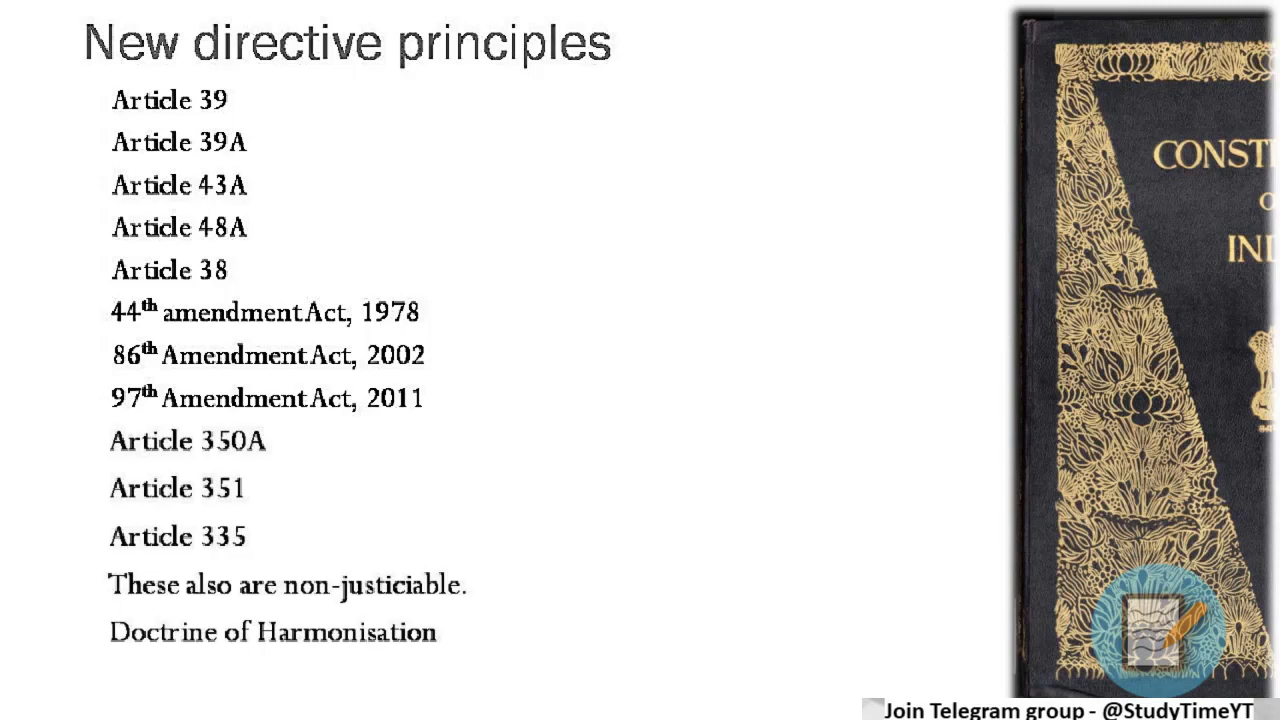 New directive principles
Article 39
Article 39A
Article 43A
Article 48A
Article 38
44th amendment Act, 1978
86th Amendment Act, 2002
97th Amendment Act, 2011
Article 350A
Article 351
Article 335
These also are non-justiciable.
Doctrine of Harmonisation
CONSTI
O
IND
Join Telegram group - @StudyTimeYT